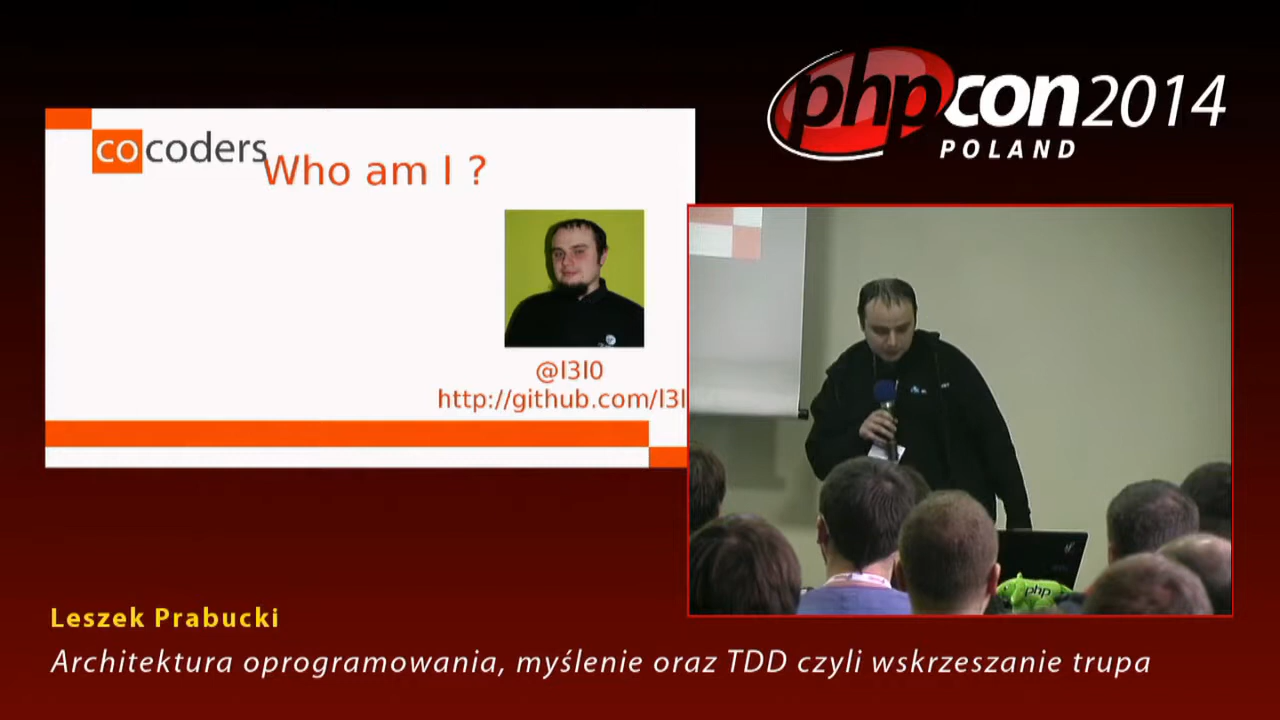 phpcon2014
POLAND
cocoders
Who am I ?
@l3l0
http://github.com/l3l
php
Leszek Prabucki
Architektura oprogramowania, myślenie oraz TDD czyli wskrzeszanie trupa